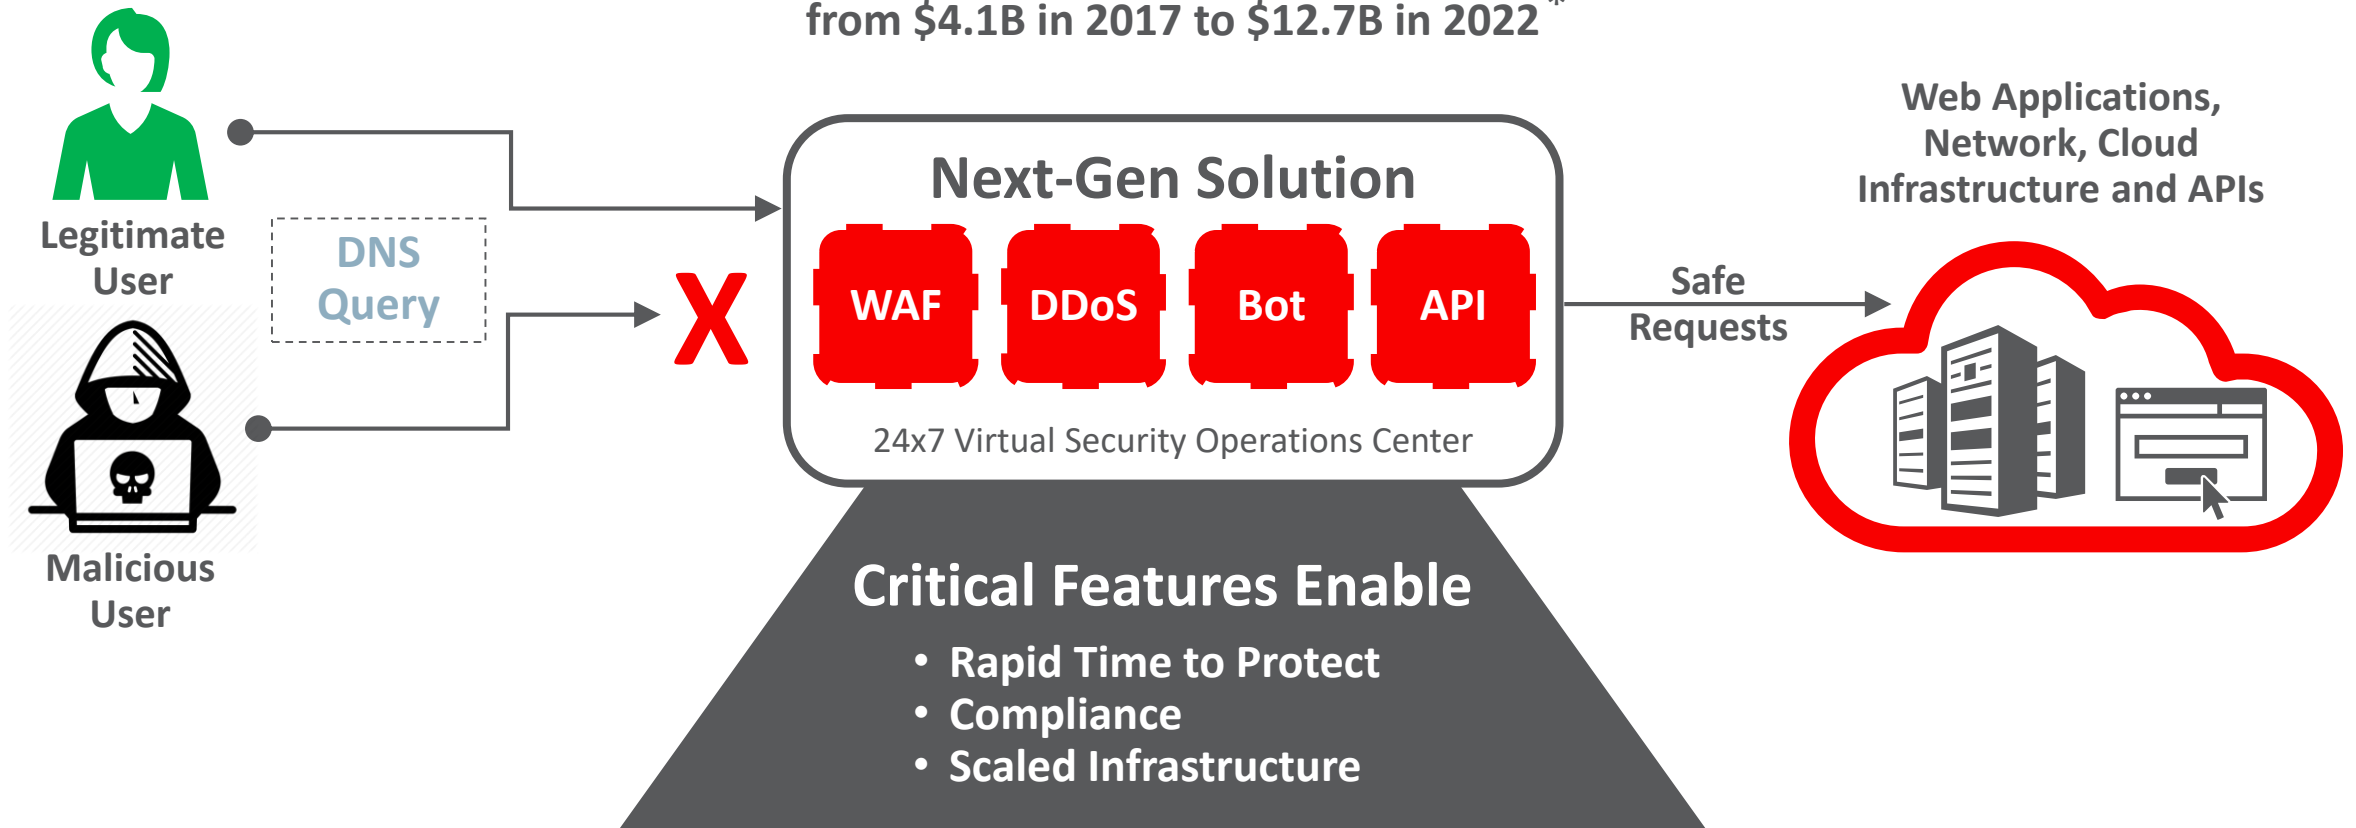 from $4.1B in 2017 to $12.7B in 2022 *
Legitimate
User
DNS
Query
Malicious
User
X
Next-Gen Solution
WAF
DDoS
Bot
API
24x7 Virtual Security Operations Center
Safe
Requests
Web Applications,
Network, Cloud
Infrastructure and APIs
Critical Features Enable
• Rapid Time to Protect
• Compliance
• Scaled Infrastructure